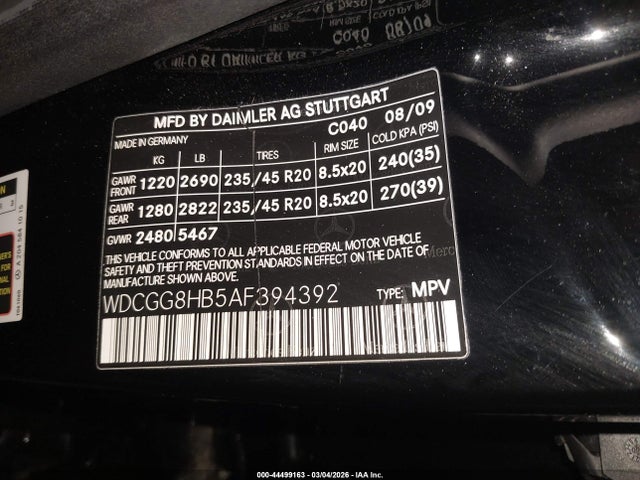 MFD BY DAIMLER AG STUTTGART
MADE IN GERMANY C040 08/09
KG LB TIRES RIM SIZE COLD KPA (PSI)
GAWR FRONT 1220 2690 235/45 R20 8.5x20 240(35)
GAWR REAR 1280 2822 235/45 R20 8.5x20 270(39)
GVWR 2480 5467
THIS VEHICLE CONFORMS TO ALL APPLICABLE FEDERAL MOTOR VEHICLE
SAFETY AND THEFT PREVENTION STANDARDS IN EFFECT ON THE DATE OF
MANUFACTURE SHOWN ABOVE.
WDCGG8HB5AF394392 TYPE: MPV
A 204 584 10 15
000-44499163 - 03/04/2026 - IAA Inc.